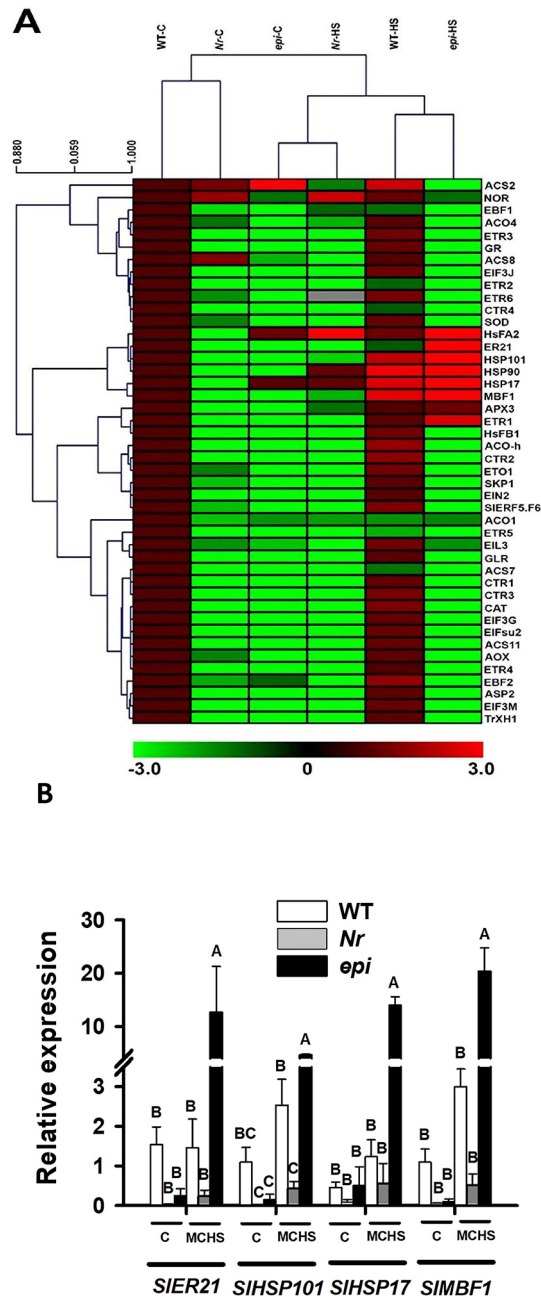 A
WT-C
Nr-C
epi-C
Nr-HS
WT-HS
epi-HS
0.880
0.059
1.000
ACS2
NOR
EBF1
ACO4
ETR3
GR
ACS8
EIF3J
ETR2
ETR6
CTR4
SOD
HsFA2
ER21
HSP101
HSP90
HSP17
MBF1
APX3
ETR1
HsFB1
ACO-h
CTR2
ETO1
SKP1
EIN2
SIERF5.F6
ACO1
ETR5
EIL3
GLR
ACS7
CTR1
CTR3
CAT
EIF3G
EIFsu2
ACS11
AOX
ETR4
EBF2
ASP2
EIF3M
TrXH1
-3.0 0 3.0
B
Relative expression
30
20
10
3
2
1
0
WT
Nr
epi
B B B B B A
BC C C B C A
B B B B B A
B B B B B A
C MCHS C MCHS C MCHS C MCHS
SlER21 SlHSP101 SlHSP17 SlMBF1